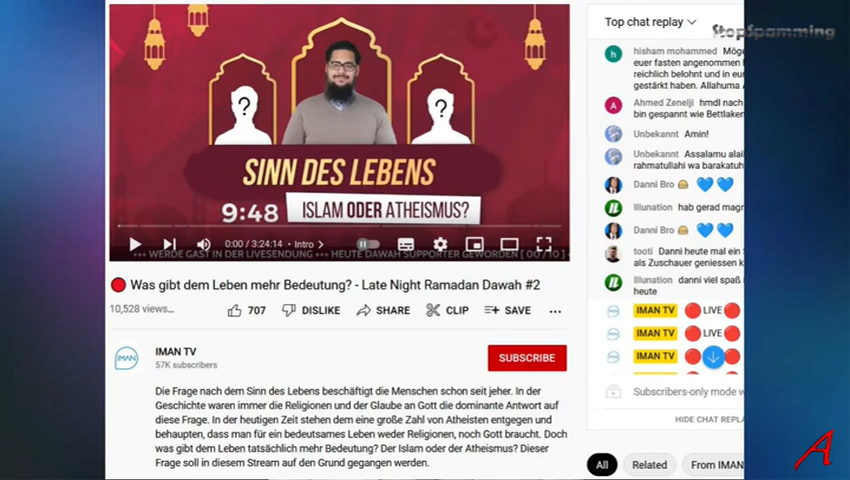 StopSpamming
Top chat replay
SINN DES LEBENS
9:48
ISLAM ODER ATHEISMUS?
0:00 / 3:24:14 • Intro
+++ WERDE GAST IN DER LIVESENDUNG +++ HEUTE DAWAH SUPPORTER GEWORDEN [ 00 / 10 ]
Was gibt dem Leben mehr Bedeutung? - Late Night Ramadan Dawah #2
10,528 views...
707
DISLIKE
SHARE
CLIP
SAVE
IMAN
IMAN TV
57K subscribers
SUBSCRIBE
Die Frage nach dem Sinn des Lebens beschäftigt die Menschen schon seit jeher. In der
Geschichte waren immer die Religionen und der Glaube an Gott die dominante Antwort auf
diese Frage. In der heutigen Zeit stehen dem eine große Zahl von Atheisten entgegen und
behaupten, dass man für ein bedeutsames Leben weder Religionen, noch Gott braucht. Doch
was gibt dem Leben tatsächlich mehr Bedeutung? Der Islam oder der Atheismus? Dieser
Frage soll in diesem Stream auf den Grund gegangen werden.
h
hisham mohammed Möge
euer fasten angenommen
reichlich belohnt und in eu
gestärkt haben. Allahuma A
A
Ahmed Zenelji hmdl nach
bin gespannt wie Bettlaken
Unbekannt Amin!
Unbekannt Assalamu alai
rahmatullahi wa barakatuh
Danni Bro
Illunation hab gerad magr
Danni Bro
tooti Danni heute mal ein S
als Zuschauer geniessen k
Illunation danni viel spaß
heute
IMAN TV LIVE
IMAN TV LIVE
IMAN TV
Subscribers-only mode
HIDE CHAT REPLA
All
Related
From IMAN
A